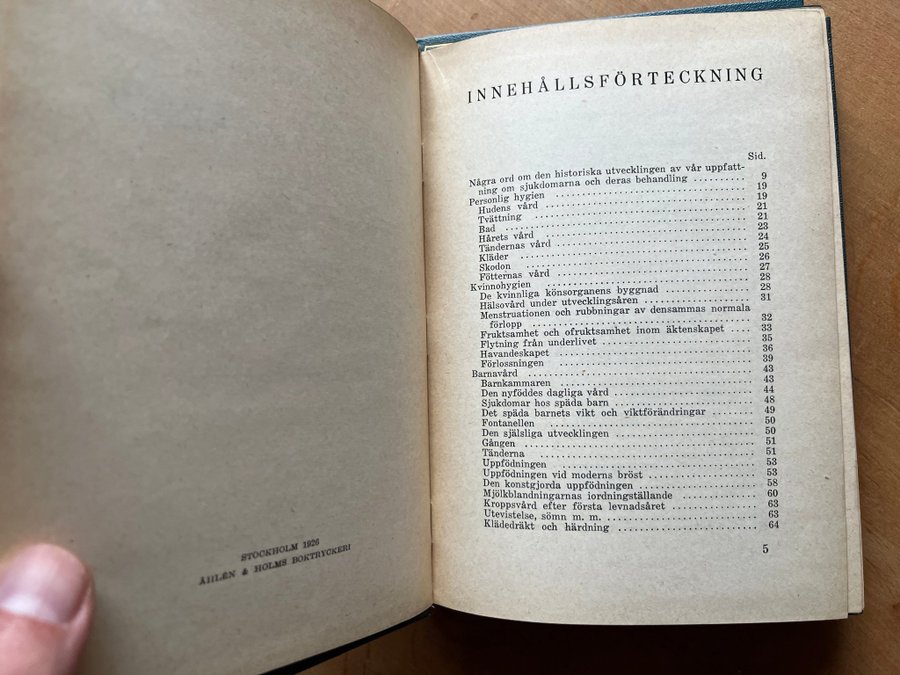 STOCKHOLM 1926
ÅHLÉN & HOLMS BOKTRYCKERI
INNEHÅLLSFÖRTECKNING
Sid.
Några ord om den historiska utvecklingen av vår uppfatt-
ning om sjukdomarna och deras behandling .......... 9
Personlig hygien .......... 19
Hudens vård .......... 19
Tvättning .......... 21
Bad .......... 21
Hårets vård .......... 23
Tändernas vård .......... 24
Kläder .......... 25
Skodon .......... 26
Fötternas vård .......... 27
Kvinnohygien .......... 28
De kvinnliga könsorganens byggnad .......... 28
Hälsovård under utvecklingsåren .......... 31
Menstruationen och rubbningar av densammas normala
förlopp .......... 32
Fruktsamhet och ofruktsamhet inom äktenskapet .... 33
Flytning från underlivet .......... 35
Havandeskapet .......... 36
Förlossningen .......... 39
Barnavård .......... 43
Barnkammaren .......... 43
Den nyföddes dagliga vård .......... 44
Sjukdomar hos späda barn .......... 48
Det späda barnets vikt och viktförändringar ........ 49
Fontanellen .......... 50
Den själsliga utvecklingen .......... 50
Gången .......... 51
Tänderna .......... 51
Uppfödningen .......... 53
Uppfödningen vid moderns bröst .......... 53
Den konstgjorda uppfödningen .......... 58
Mjölkblandningarnas iordningställande .......... 60
Kroppsvård efter första levnadsåret .......... 63
Utevistelse, sömn m. m. .......... 63
Klädedräkt och härdning .......... 64
5